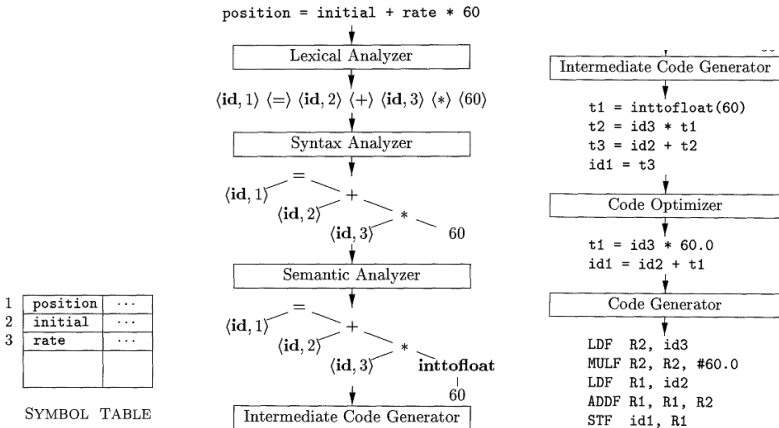 position = initial + rate * 60
Lexical Analyzer
⟨id, 1⟩ ⟨=⟩ ⟨id, 2⟩ ⟨+⟩ ⟨id, 3⟩ ⟨*⟩ ⟨60⟩
Syntax Analyzer
=
⟨id, 1⟩
+
⟨id, 2⟩
*
⟨id, 3⟩
60
Semantic Analyzer
=
⟨id, 1⟩
+
⟨id, 2⟩
*
⟨id, 3⟩
inttofloat
60
Intermediate Code Generator
1 position ...
2 initial ...
3 rate ...
SYMBOL TABLE
Intermediate Code Generator
t1 = inttofloat(60)
t2 = id3 * t1
t3 = id2 + t2
id1 = t3
Code Optimizer
t1 = id3 * 60.0
id1 = id2 + t1
Code Generator
LDF R2, id3
MULF R2, R2, #60.0
LDF R1, id2
ADDF R1, R1, R2
STF id1, R1